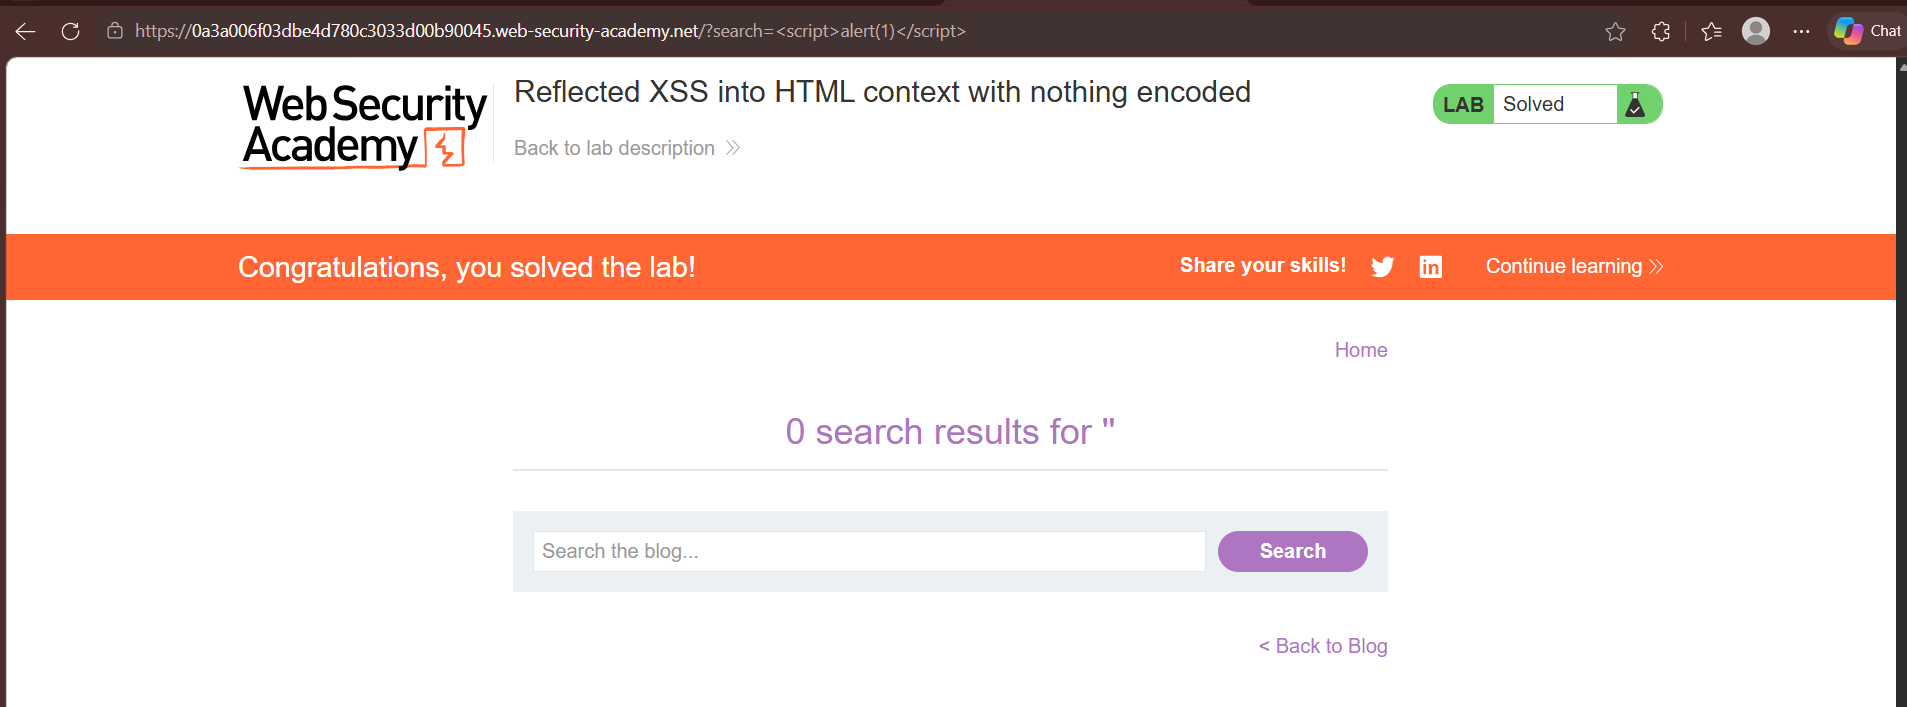 https://0a3a006f03dbe4d780c3033d00b90045.web-security-academy.net/?search=<script>alert(1)</script>
Chat
Web Security
Academy
Reflected XSS into HTML context with nothing encoded
Back to lab description
LAB Solved
Congratulations, you solved the lab!
Share your skills!
Continue learning
Home
0 search results for ''
Search the blog...
Search
< Back to Blog